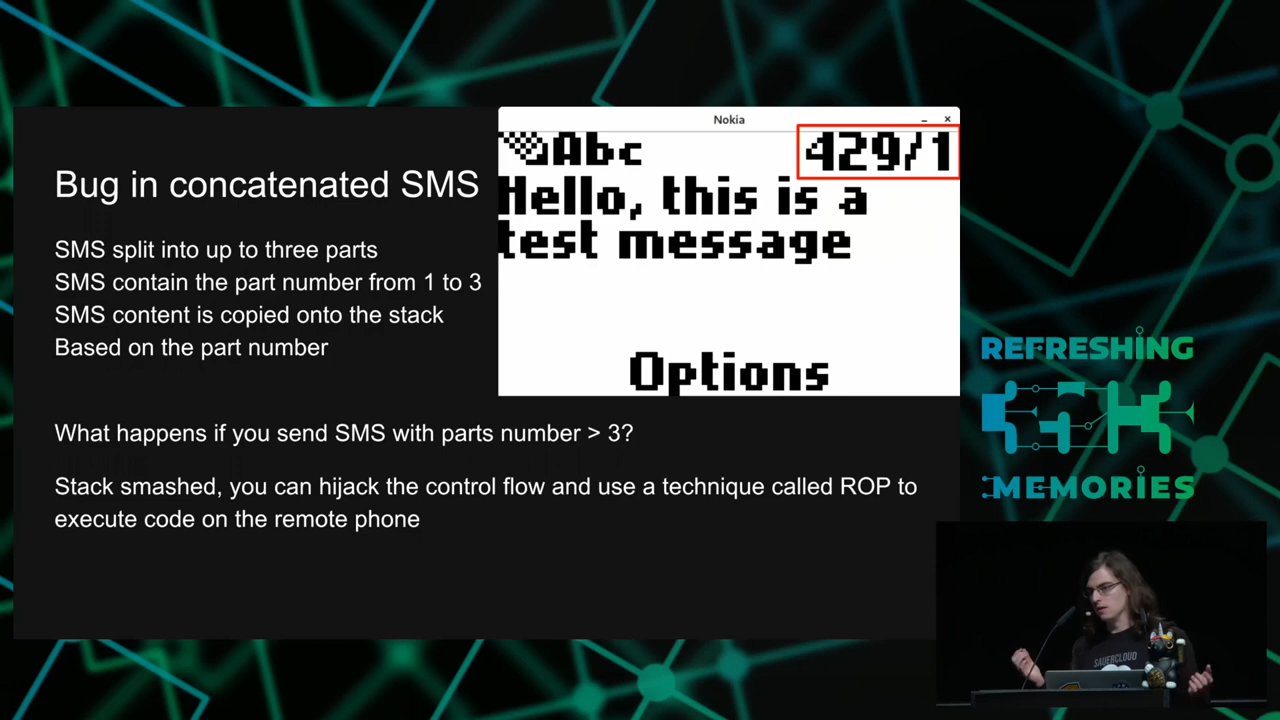 Nokia
Abc
429/1
Hello, this is a
test message
Options
Bug in concatenated SMS
SMS split into up to three parts
SMS contain the part number from 1 to 3
SMS content is copied onto the stack
Based on the part number
What happens if you send SMS with parts number > 3?
Stack smashed, you can hijack the control flow and use a technique called ROP to
execute code on the remote phone
REFRESHING
MEMORIES
SAUERCLOUD